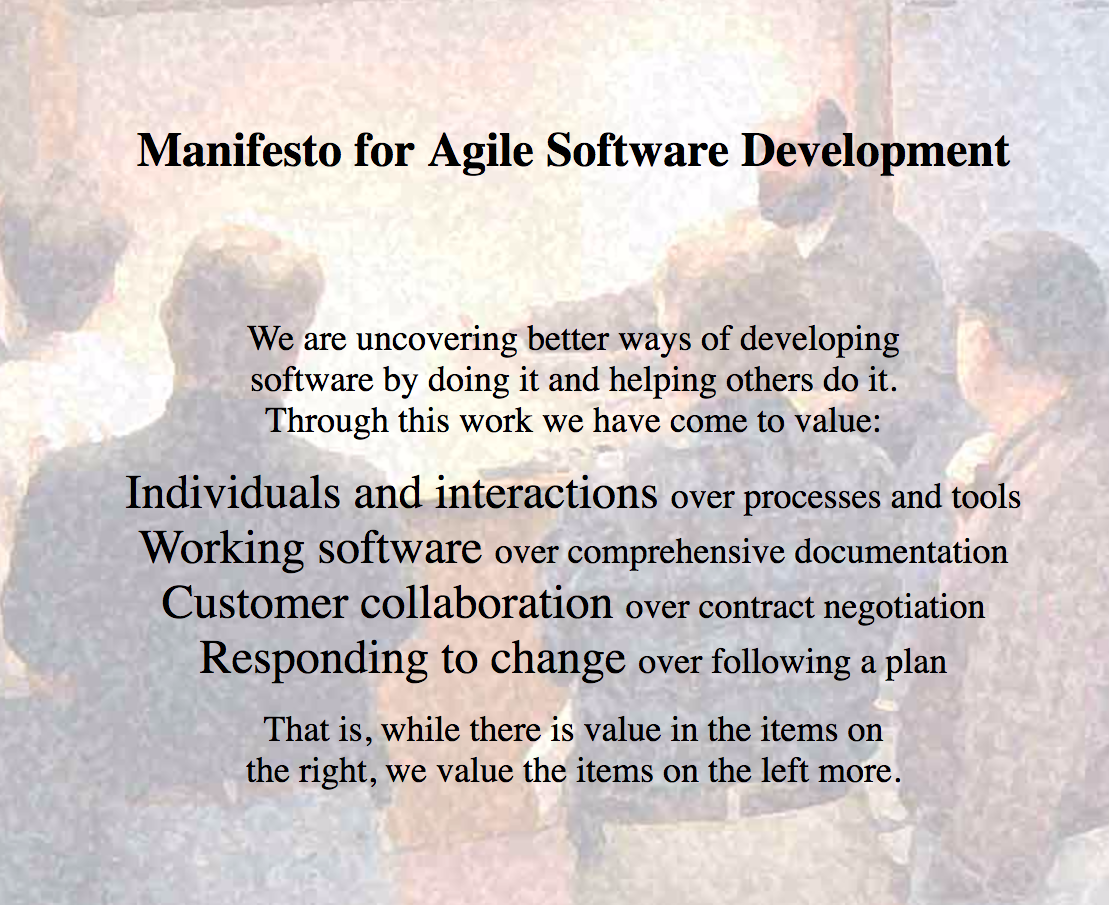 Manifesto for Agile Software Development
We are uncovering better ways of developing
software by doing it and helping others do it.
Through this work we have come to value:
Individuals and interactions over processes and tools
Working software over comprehensive documentation
Customer collaboration over contract negotiation
Responding to change over following a plan
That is, while there is value in the items on
the right, we value the items on the left more.